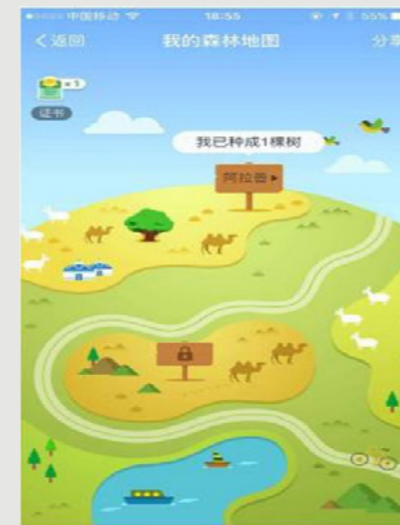 中国移动 18:55 55%
<返回 我的森林地图 分享
×1
证书
我已种成1棵树
阿拉善